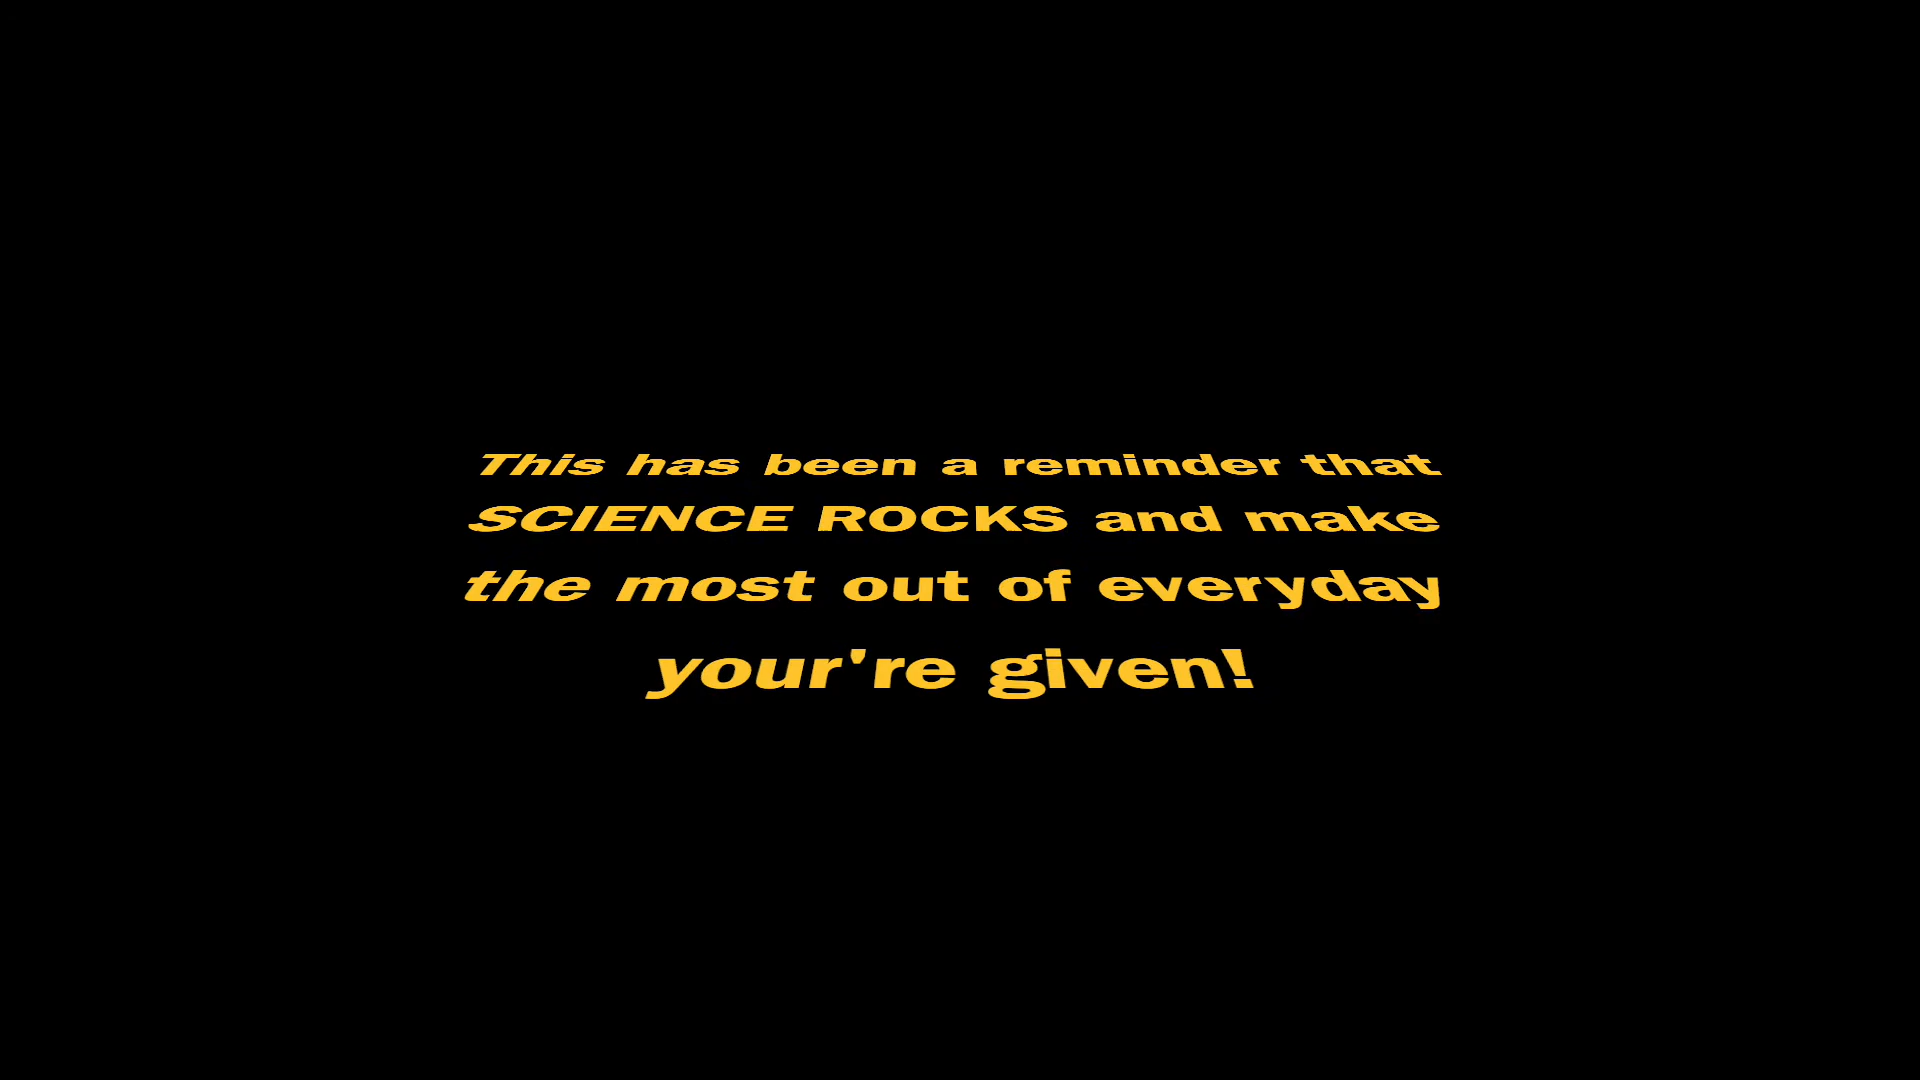 This has been a reminder that
SCIENCE ROCKS and make
the most out of everyday
your're given!